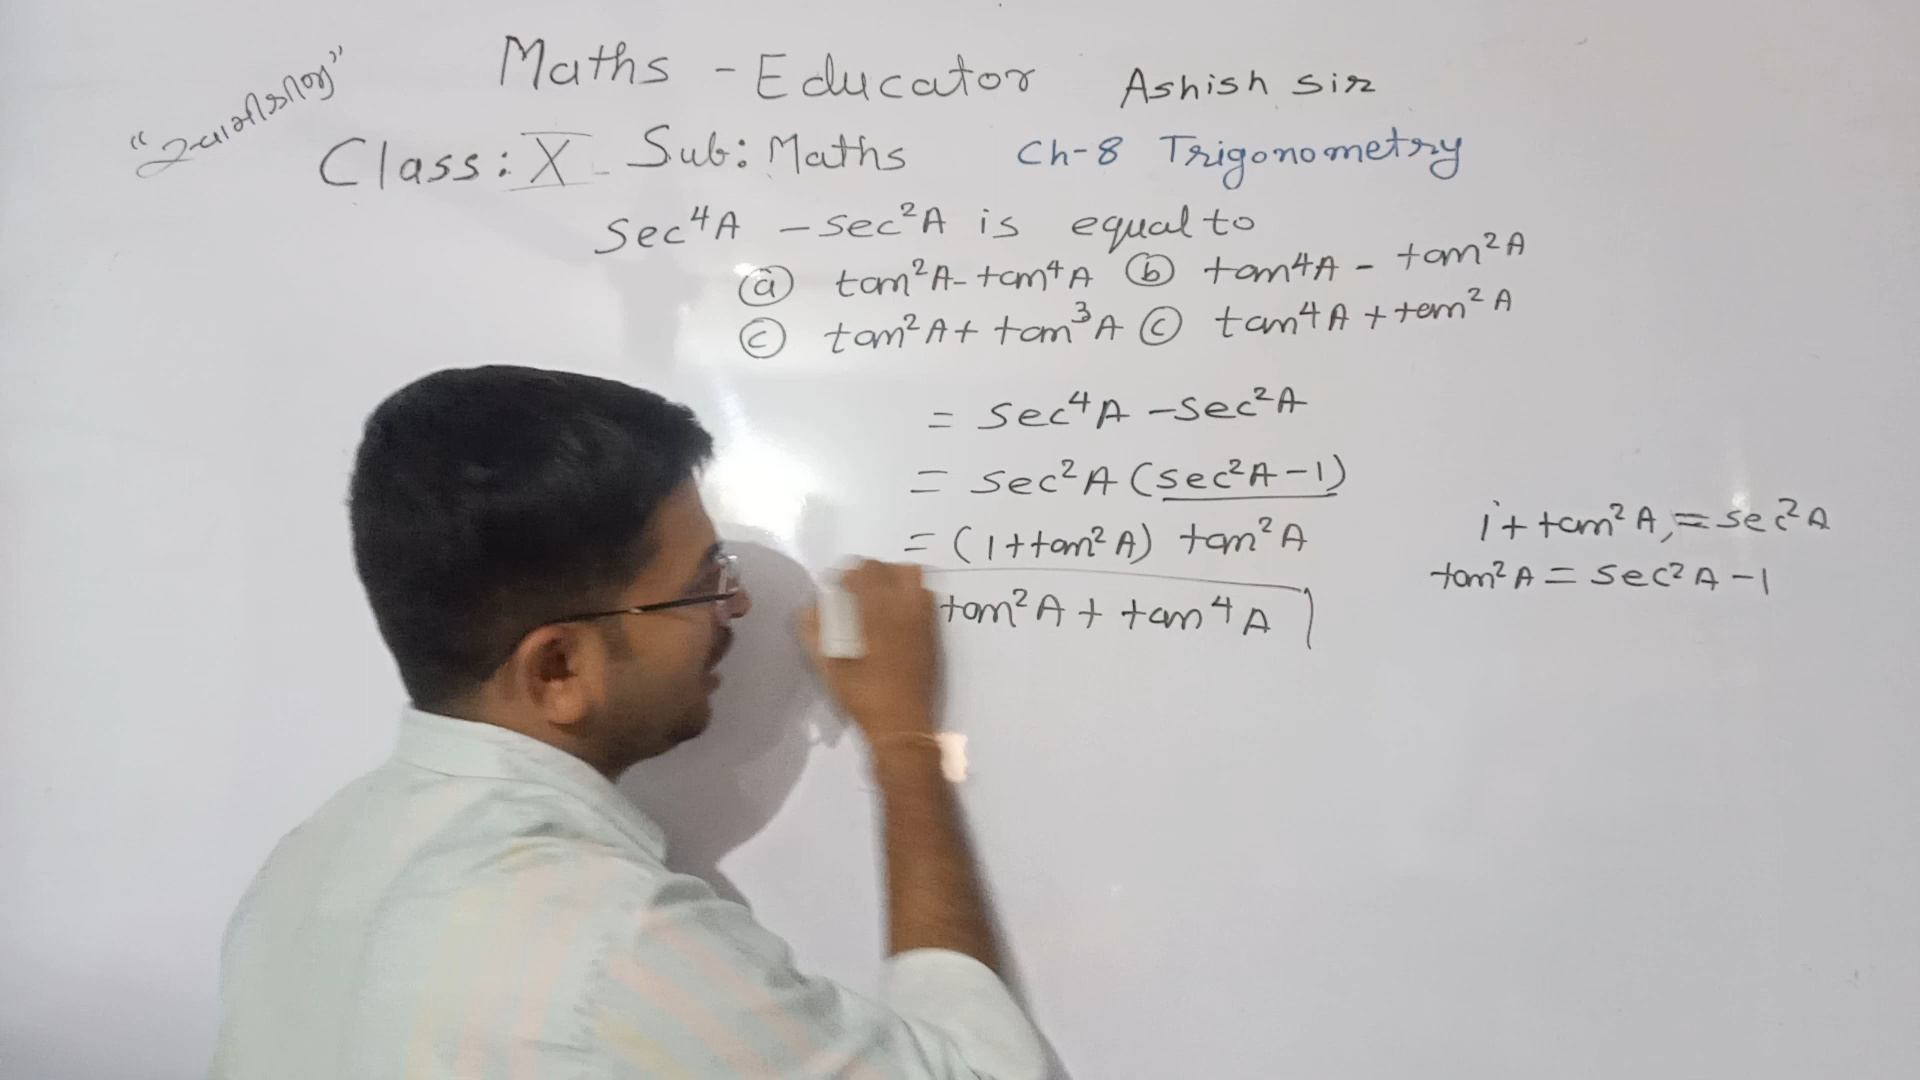 Maths - Educator Ashish sir
Class: X Sub: Maths Ch-8 Trigonometry
sec⁴A - sec²A is equal to
ⓐ tan²A - tan⁴A ⓑ tan⁴A - tan²A
ⓒ tan²A + tan³A ⓒ tan⁴A + tan²A
= sec⁴A - sec²A
= sec²A (sec²A - 1)
= (1 + tan²A) tan²A
tan²A + tan⁴A
1 + tan²A, = sec²A
tan²A = sec²A - 1